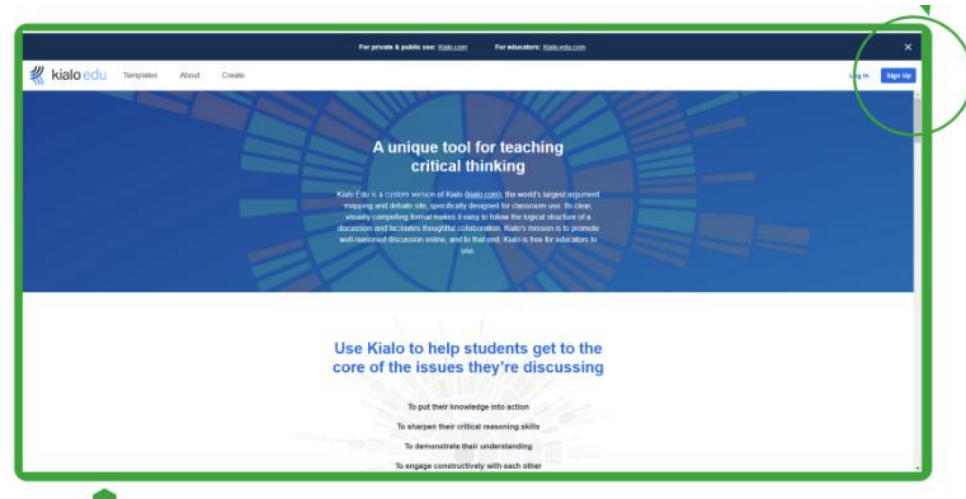 For private & public use: Kialo.com For educators: Kialo-edu.com ×
kialo edu Templates About Create Log In Sign Up
A unique tool for teaching
critical thinking
Kialo Edu is a custom version of Kialo (kialo.com), the world's largest argument
mapping and debate site, specifically designed for classroom use. Its clear,
visually compelling format makes it easy to follow the logical structure of a
discussion and facilitates thoughtful collaboration. Kialo's mission is to promote
well-reasoned discussion online, and to that end, Kialo is free for educators to
use.
Use Kialo to help students get to the
core of the issues they're discussing
To put their knowledge into action
To sharpen their critical reasoning skills
To demonstrate their understanding
To engage constructively with each other